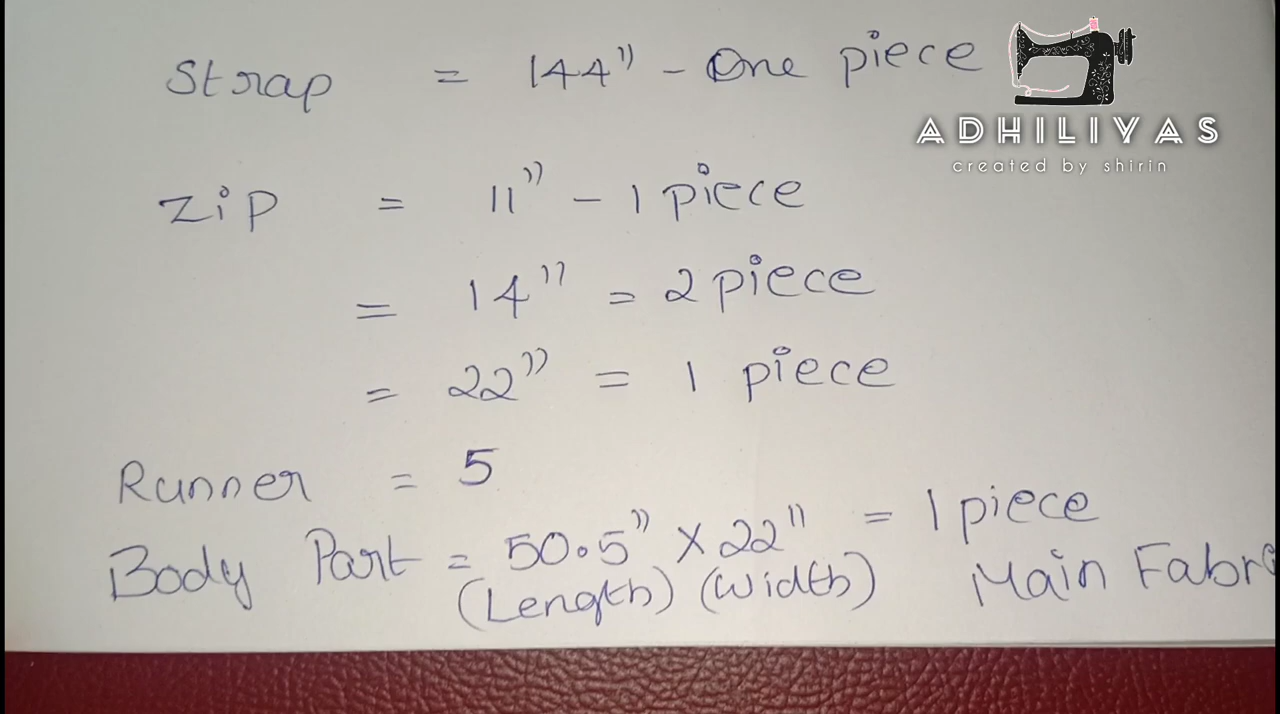 Strap = 144" - One piece
ADHILIYAS
created by shirin
Zip = 11" - 1 piece
= 14" = 2 piece
= 22" = 1 piece
Runner = 5
Body Part = 50.5" X 22" = 1 piece
(Length) (Width) Main Fabric